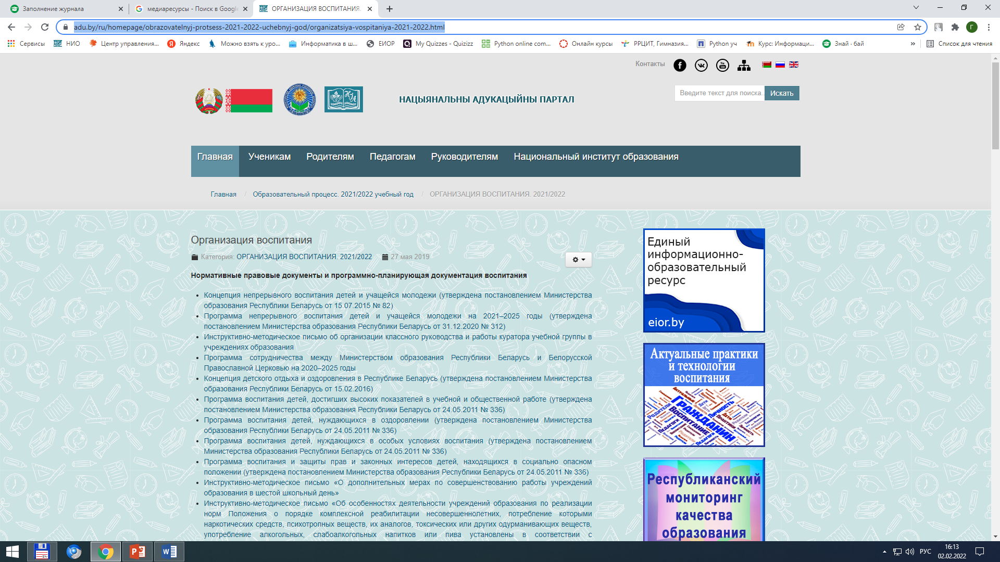 Заполнение журнала
медиаресурсы - Поиск в Google
ОРГАНИЗАЦИЯ ВОСПИТАНИЯ.
adu.by/ru/homepage/obrazovatelnyj-protsess-2021-2022-uchebnyj-god/organizatsiya-vospitaniya-2021-2022.html
Г
Сервисы НИО Центр управления... Яндекс Можно взять к уро... Информатика в ш... ЕИОР My Quizzes - Quizizz Python online com... Онлайн курсы РРЦИТ, Гимназия... Python уч Курс: Информаци... Знай · бай » Список для чтения
Контакты
НАЦЫЯНАЛЬНЫ АДУКАЦЫЙНЫ ПАРТАЛ
Введите текст для поиска... Искать
Главная Ученикам Родителям Педагогам Руководителям Национальный институт образования
Главная / Образовательный процесс. 2021/2022 учебный год / ОРГАНИЗАЦИЯ ВОСПИТАНИЯ. 2021/2022
Организация воспитания
Категория: ОРГАНИЗАЦИЯ ВОСПИТАНИЯ. 2021/2022 27 мая 2019
Нормативные правовые документы и программно-планирующая документация воспитания
• Концепция непрерывного воспитания детей и учащейся молодежи (утверждена постановлением Министерства
образования Республики Беларусь от 15.07.2015 № 82)
• Программа непрерывного воспитания детей и учащейся молодежи на 2021–2025 годы (утверждена
постановлением Министерства образования Республики Беларусь от 31.12.2020 № 312)
• Инструктивно-методическое письмо об организации классного руководства и работы куратора учебной группы в
учреждениях образования
• Программа сотрудничества между Министерством образования Республики Беларусь и Белорусской
Православной Церковью на 2020–2025 годы
• Концепция детского отдыха и оздоровления в Республике Беларусь (утверждена постановлением Министерства
образования Республики Беларусь от 15.02.2016)
• Программа воспитания детей, достигших высоких показателей в учебной и общественной работе (утверждена
постановлением Министерства образования Республики Беларусь от 24.05.2011 № 336)
• Программа воспитания детей, нуждающихся в оздоровлении (утверждена постановлением Министерства
образования Республики Беларусь от 24.05.2011 № 336)
• Программа воспитания детей, нуждающихся в особых условиях воспитания (утверждена постановлением
Министерства образования Республики Беларусь от 24.05.2011 № 336)
• Программа воспитания и защиты прав и законных интересов детей, находящихся в социально опасном
положении (утверждена постановлением Министерства образования Республики Беларусь от 24.05.2011 № 336)
• Инструктивно-методическое письмо «О дополнительных мерах по совершенствованию работы учреждений
образования в шестой школьный день»
• Инструктивно-методическое письмо «Об особенностях деятельности учреждений образования по реализации
норм Положения о порядке комплексной реабилитации несовершеннолетних, потребление которыми
наркотических средств, психотропных веществ, их аналогов, токсических или других одурманивающих веществ,
употребление алкогольных, слабоалкогольных напитков или пива установлены в соответствии с
Единый
информационно-
образовательный
ресурс
eior.by
Актуальные практики
и технологии
воспитания
ГРАЖДАНИН
ВОСПИТАНИЕ
Личность
Республиканский
мониторинг
качества
образования
РУС
16:13
02.02.2022